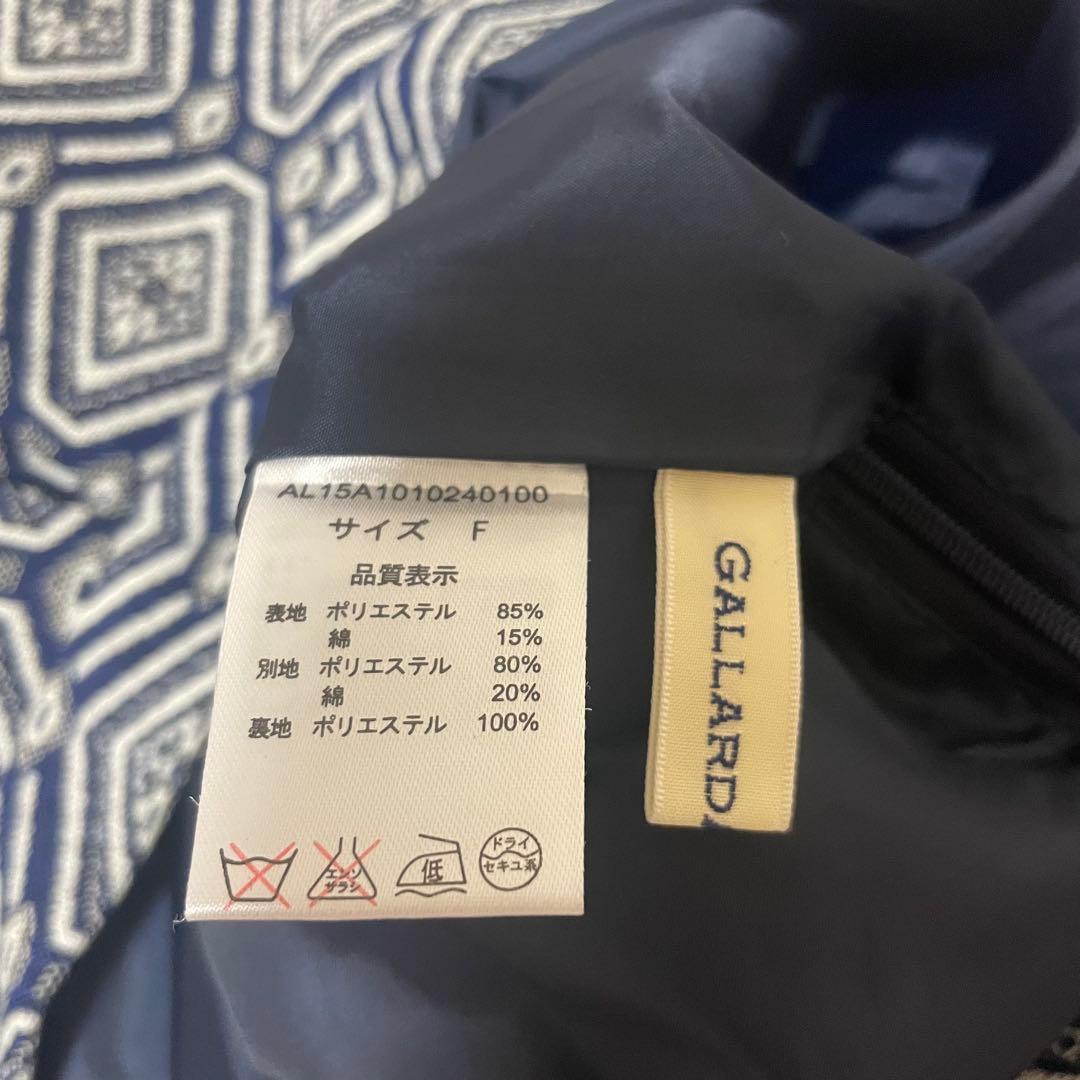 AL15A1010240100
サイズ F
品質表示
表地 ポリエステル 85%
綿 15%
別地 ポリエステル 80%
綿 20%
裏地 ポリエステル 100%
エンソ
サラシ
低
ドライ
セキユ系
GALLARDA